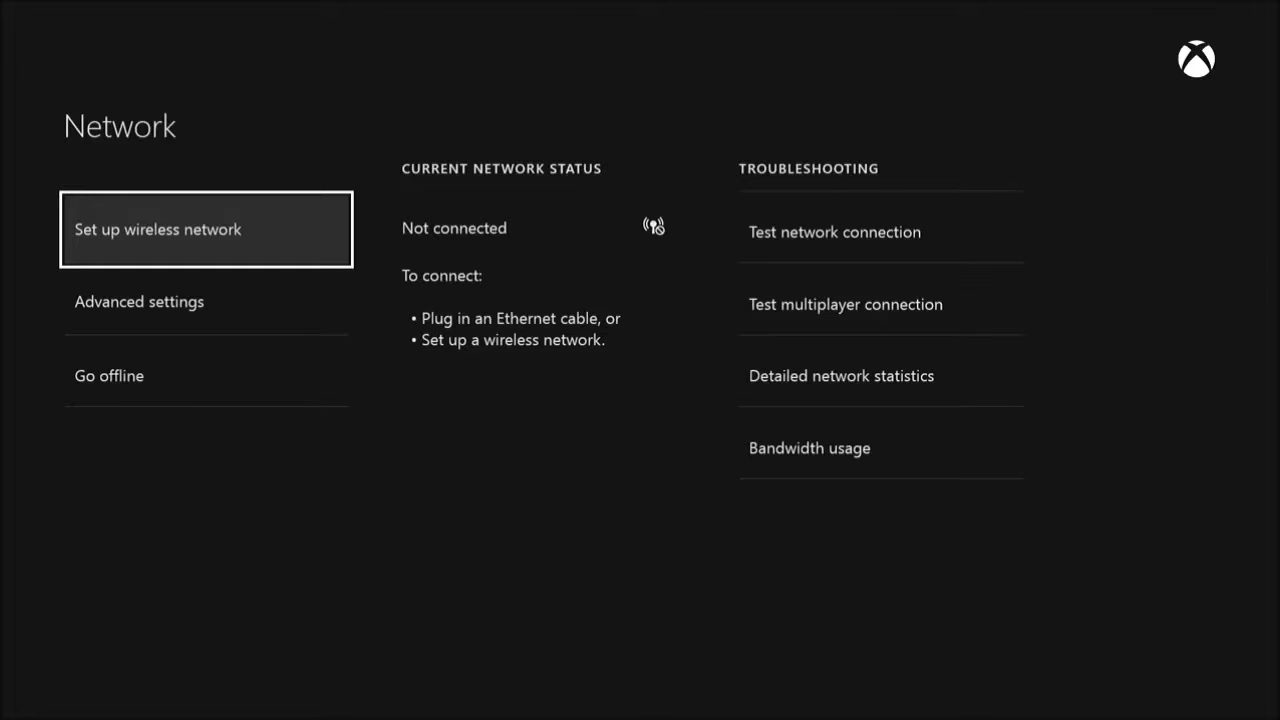 Network
Set up wireless network
Advanced settings
Go offline
CURRENT NETWORK STATUS
Not connected
To connect:
• Plug in an Ethernet cable, or
• Set up a wireless network.
TROUBLESHOOTING
Test network connection
Test multiplayer connection
Detailed network statistics
Bandwidth usage